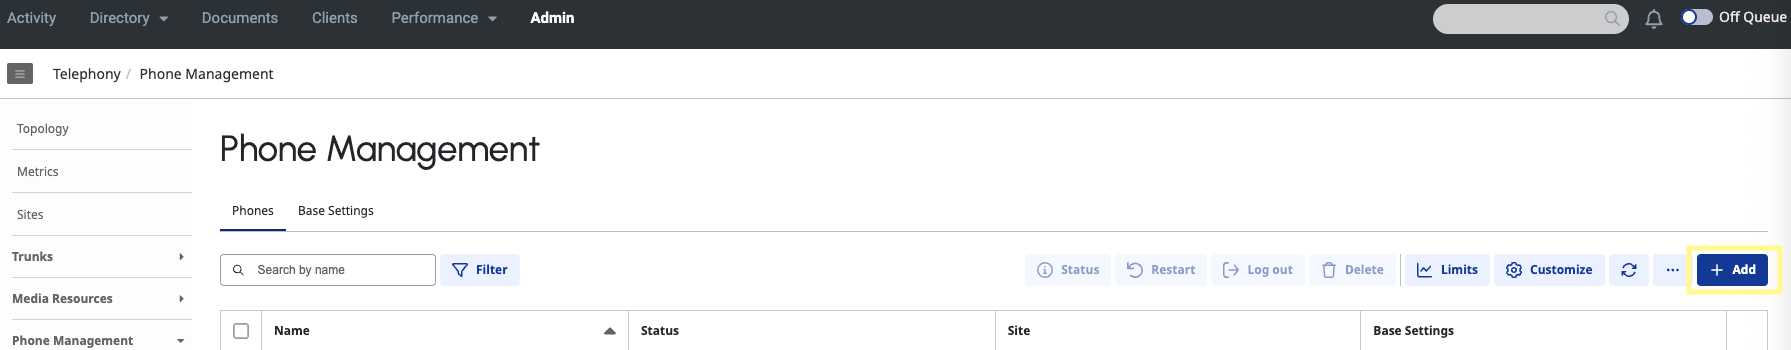 Activity Directory Documents Clients Performance Admin Off Queue
Telephony / Phone Management
Topology
Metrics
Sites
Trunks
Media Resources
Phone Management
Phone Management
Phones Base Settings
Search by name Filter Status Restart Log out Delete Limits Customize ... + Add
Name Status Site Base Settings